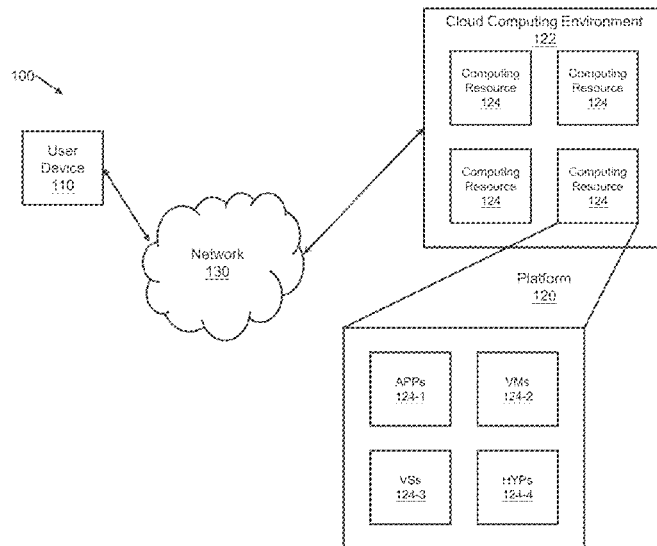 Cloud Computing Environment
122
100
Computing
Resource
124
Computing
Resource
124
User
Device
110
Computing
Resource
124
Computing
Resource
124
Network
130
Platform
120
APPs
124-1
VMs
124-2
VSs
124-3
HYPs
124-4